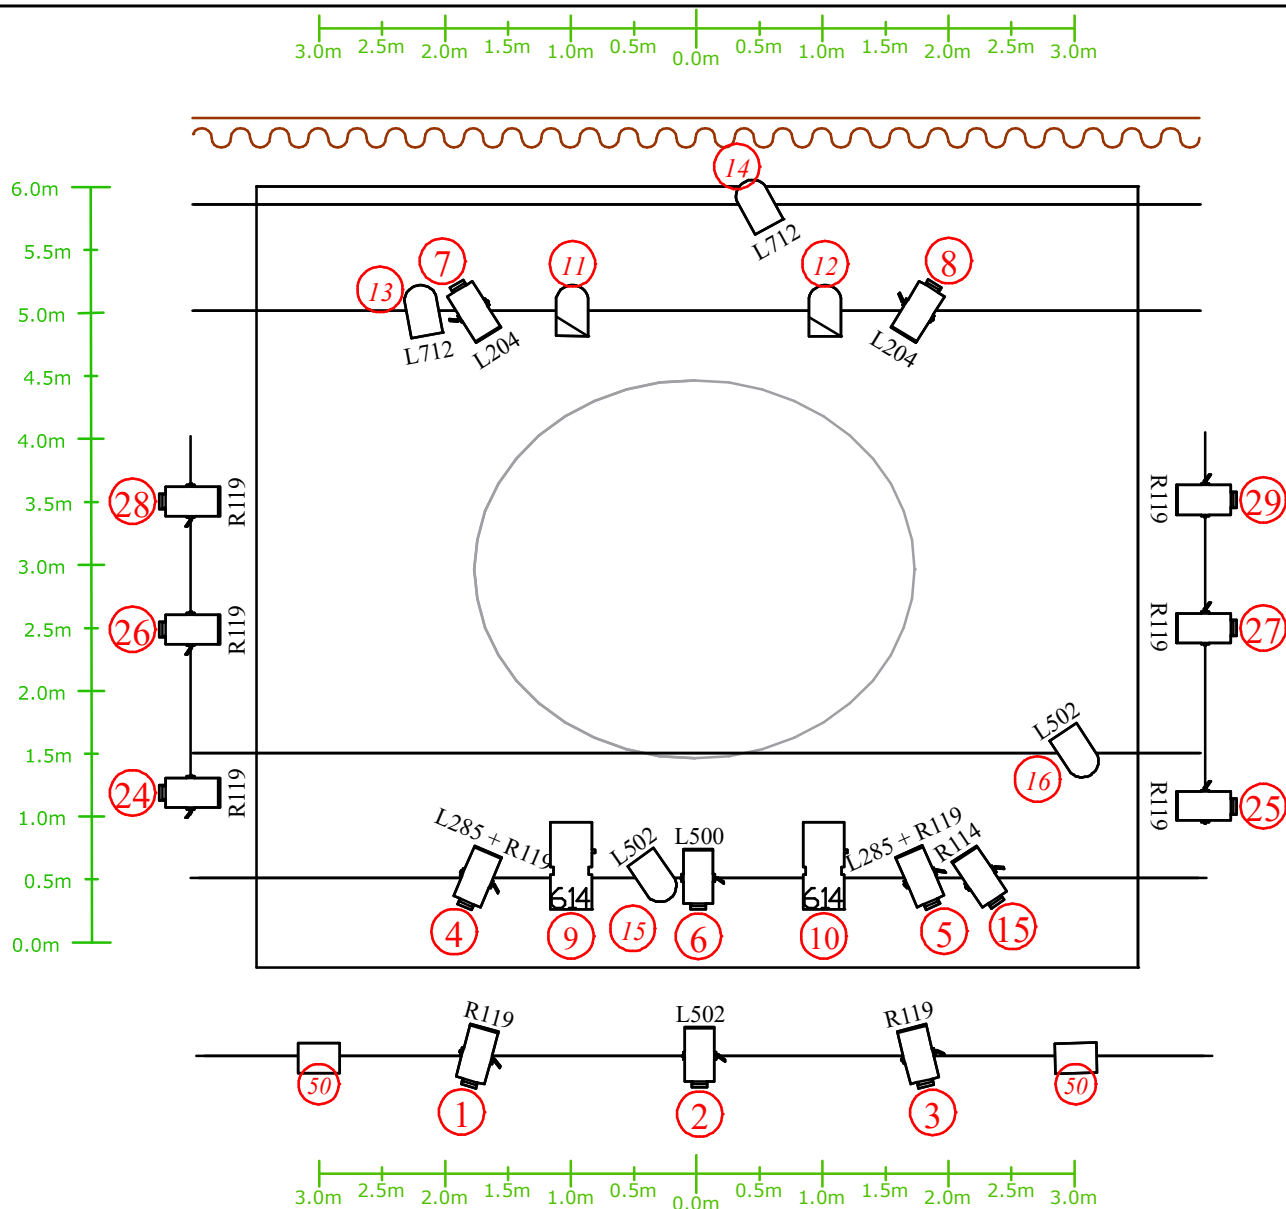 3.0m 2.5m 2.0m 1.5m 1.0m 0.5m 0.0m 0.5m 1.0m 1.5m 2.0m 2.5m 3.0m
14
6.0m
L712
5.5m
7
11
12
8
13
5.0m
L712
L204
L204
4.5m
4.0m
28
R119
R119
29
3.5m
3.0m
26
R119
R119
27
2.5m
2.0m
L502
1.5m
16
24
R119
R119
25
1.0m
L285 + R119
L502
L500
L285 + R119
R114
0.5m
614
614
0.0m
4
9
15
6
10
5
15
R119
L502
R119
50
50
1
2
3
3.0m 2.5m 2.0m 1.5m 1.0m 0.5m 0.0m 0.5m 1.0m 1.5m 2.0m 2.5m 3.0m